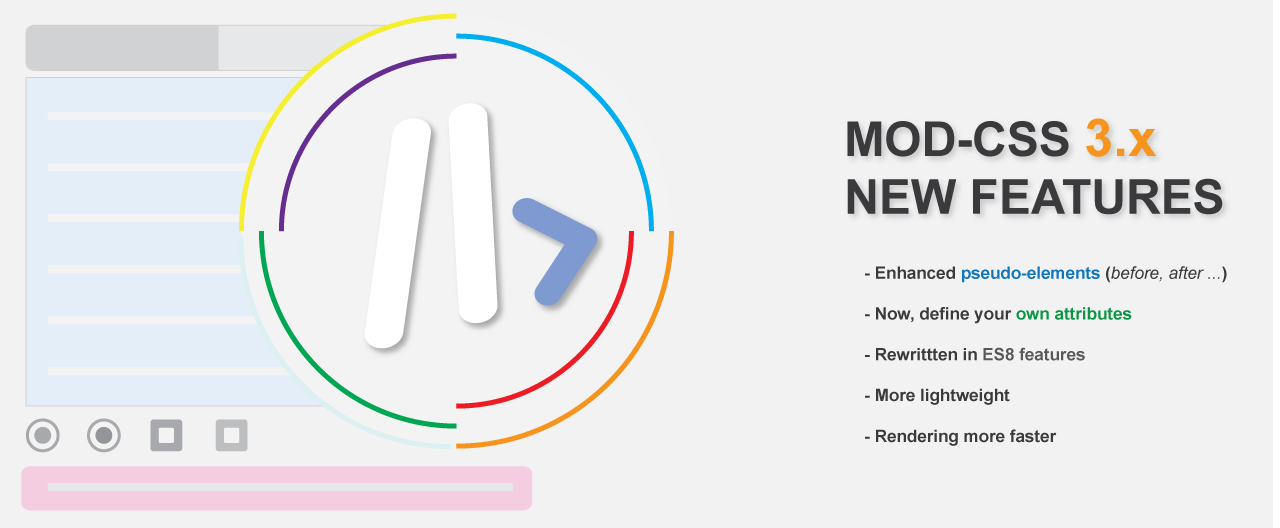 MOD-CSS 3.x
NEW FEATURES
- Enhanced pseudo-elements (before, after ...)
- Now, define your own attributes
- Rewrittten in ES8 features
- More lightweight
- Rendering more faster